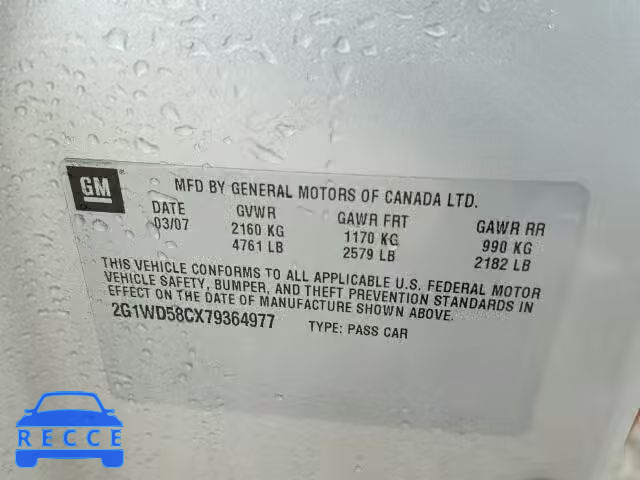 GM
MFD BY GENERAL MOTORS OF CANADA LTD.
DATE GVWR GAWR FRT GAWR RR
03/07 2160 KG 1170 KG 990 KG
4761 LB 2579 LB 2182 LB
THIS VEHICLE CONFORMS TO ALL APPLICABLE U.S. FEDERAL MOTOR
VEHICLE SAFETY, BUMPER, AND THEFT PREVENTION STANDARDS IN
EFFECT ON THE DATE OF MANUFACTURE SHOWN ABOVE.
2G1WD58CX79364977 TYPE: PASS CAR
RECCE